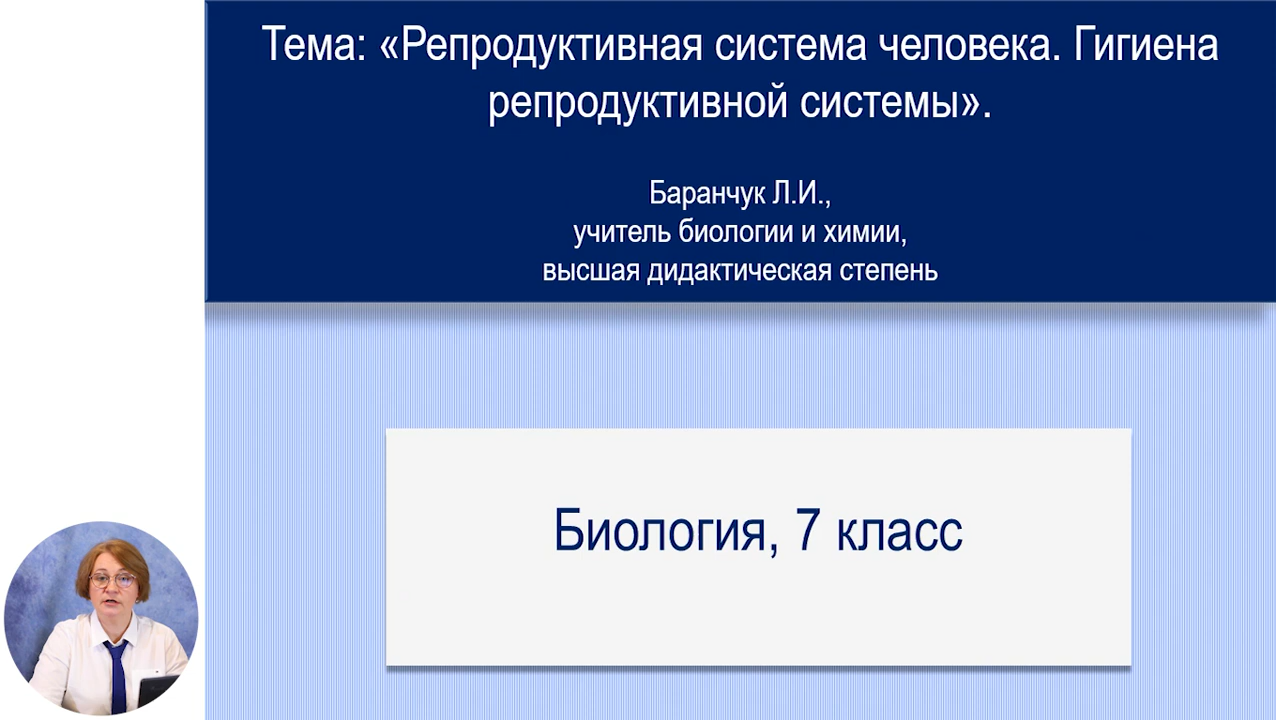 Тема: «Репродуктивная система человека. Гигиена
репродуктивной системы».
Баранчук Л.И.,
учитель биологии и химии,
высшая дидактическая степень
Биология, 7 класс